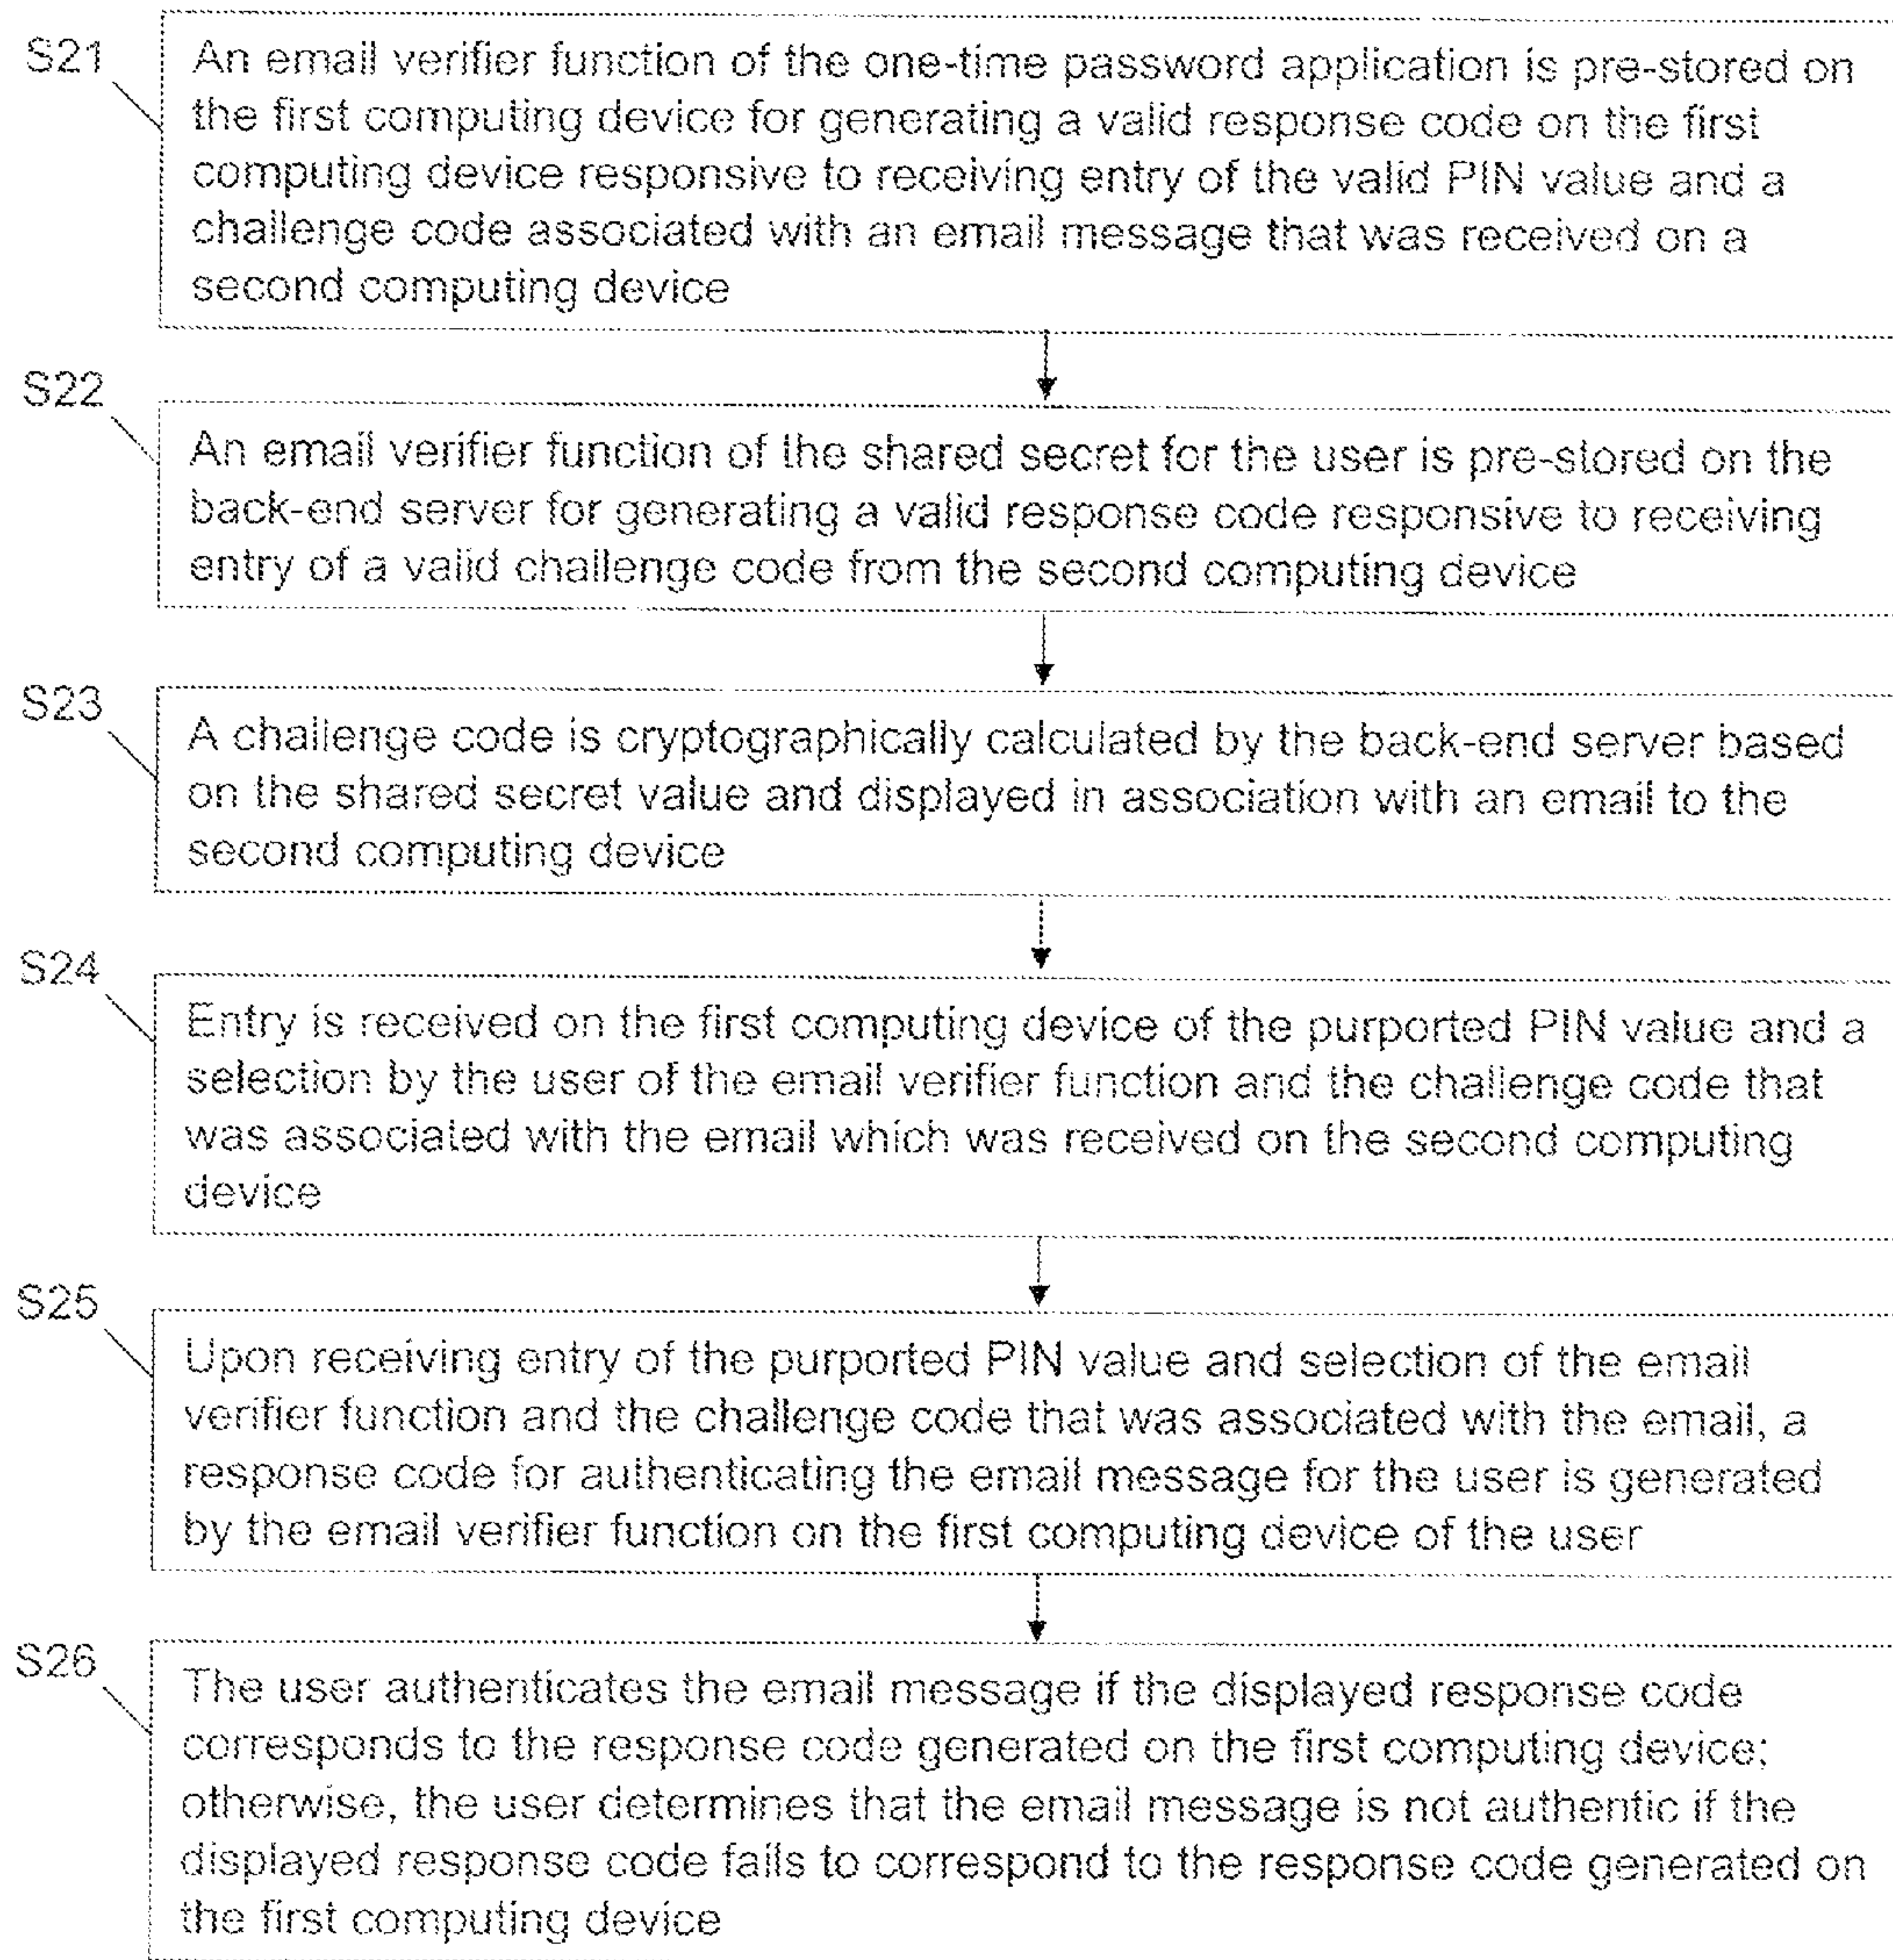 S21
An email verifier function of the one-time password application is pre-stored on
the first computing device for generating a valid response code on the first
computing device responsive to receiving entry of the valid PIN value and a
challenge code associated with an email message that was received on a
second computing device
S22
An email verifier function of the shared secret for the user is pre-stored on the
back-end server for generating a valid response code responsive to receiving
entry of a valid challenge code from the second computing device
S23
A challenge code is cryptographically calculated by the back-end server based
on the shared secret value and displayed in association with an email to the
second computing device
S24
Entry is received on the first computing device of the purported PIN value and a
selection by the user of the email verifier function and the challenge code that
was associated with the email which was received on the second computing
device
S25
Upon receiving entry of the purported PIN value and selection of the email
verifier function and the challenge code that was associated with the email, a
response code for authenticating the email message for the user is generated
by the email verifier function on the first computing device of the user
S26
The user authenticates the email message if the displayed response code
corresponds to the response code generated on the first computing device;
otherwise, the user determines that the email message is not authentic if the
displayed response code fails to correspond to the response code generated on
the first computing device